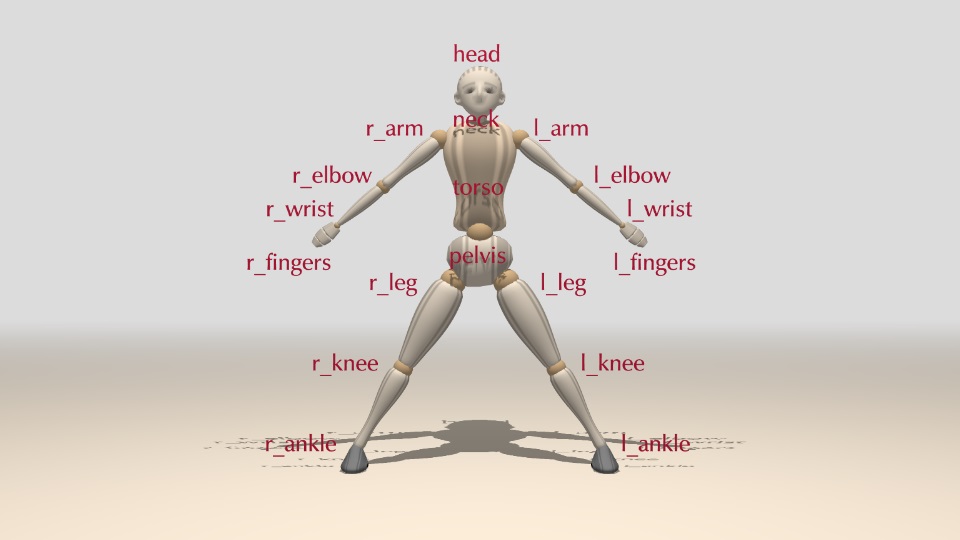 head
neck
r_arm
l_arm
r_elbow
l_elbow
torso
r_wrist
l_wrist
r_fingers
pelvis
l_fingers
r_leg
l_leg
r_knee
l_knee
r_ankle
l_ankle